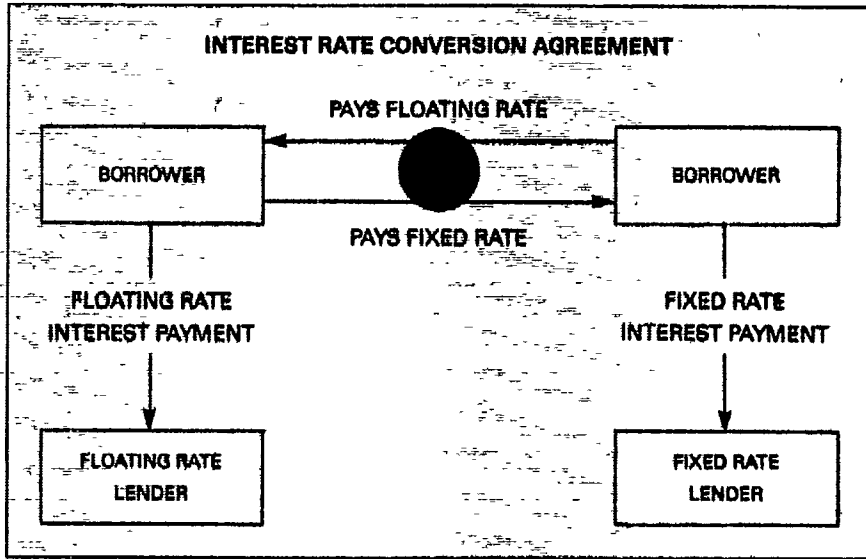 INTEREST RATE CONVERSION AGREEMENT
PAYS FLOATING RATE
BORROWER
BORROWER
PAYS FIXED RATE
FLOATING RATE
INTEREST PAYMENT
FIXED RATE
INTEREST PAYMENT
FLOATING RATE
LENDER
FIXED RATE
LENDER